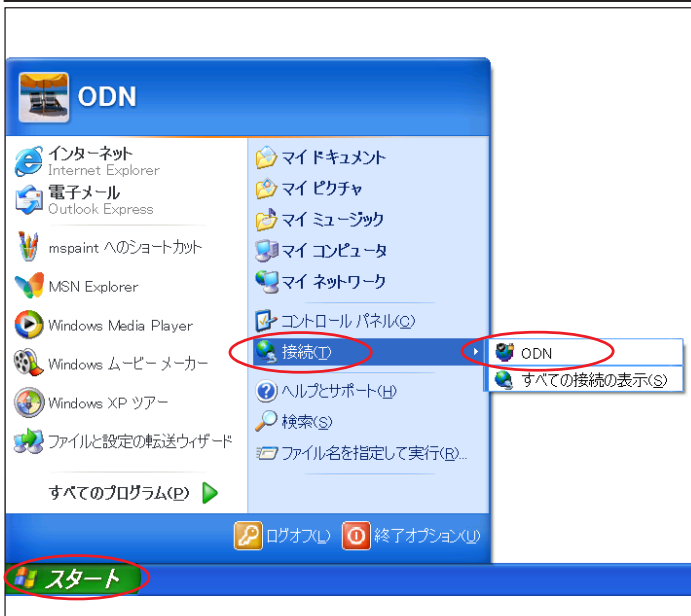 ODN
インターネット
Internet Explorer
電子メール
Outlook Express
mspaint へのショートカット
MSN Explorer
Windows Media Player
Windows ムービー メーカー
Windows XP ツアー
ファイルと設定の転送ウィザード
すべてのプログラム(P)
マイ ドキュメント
マイ ピクチャ
マイ ミュージック
マイ コンピュータ
マイ ネットワーク
コントロール パネル(C)
接続(T)
ヘルプとサポート(H)
検索(S)
ファイル名を指定して実行(R)...
ODN
すべての接続の表示(S)
ログオフ(L)
終了オプション(U)
スタート